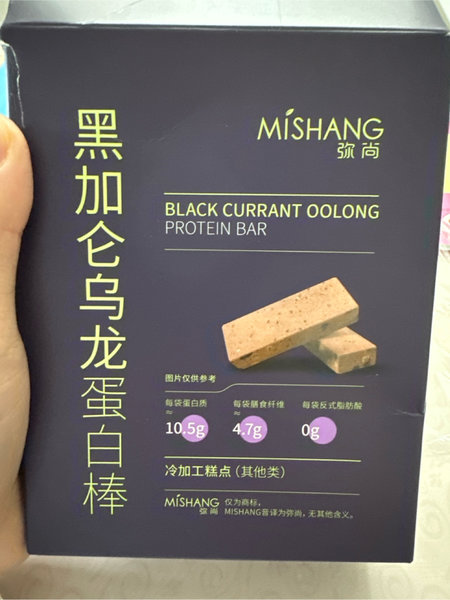 黑加仑乌龙蛋白棒
MiSHANG
弥尚
BLACK CURRANT OOLONG
PROTEIN BAR
图片仅供参考
每袋蛋白质 每袋膳食纤维 每袋反式脂肪酸
≈ ≈
10.5g 4.7g 0g
冷加工糕点（其他类）
MiSHANG 仅为商标，
弥尚 MISHANG音译为弥尚，无其他含义。